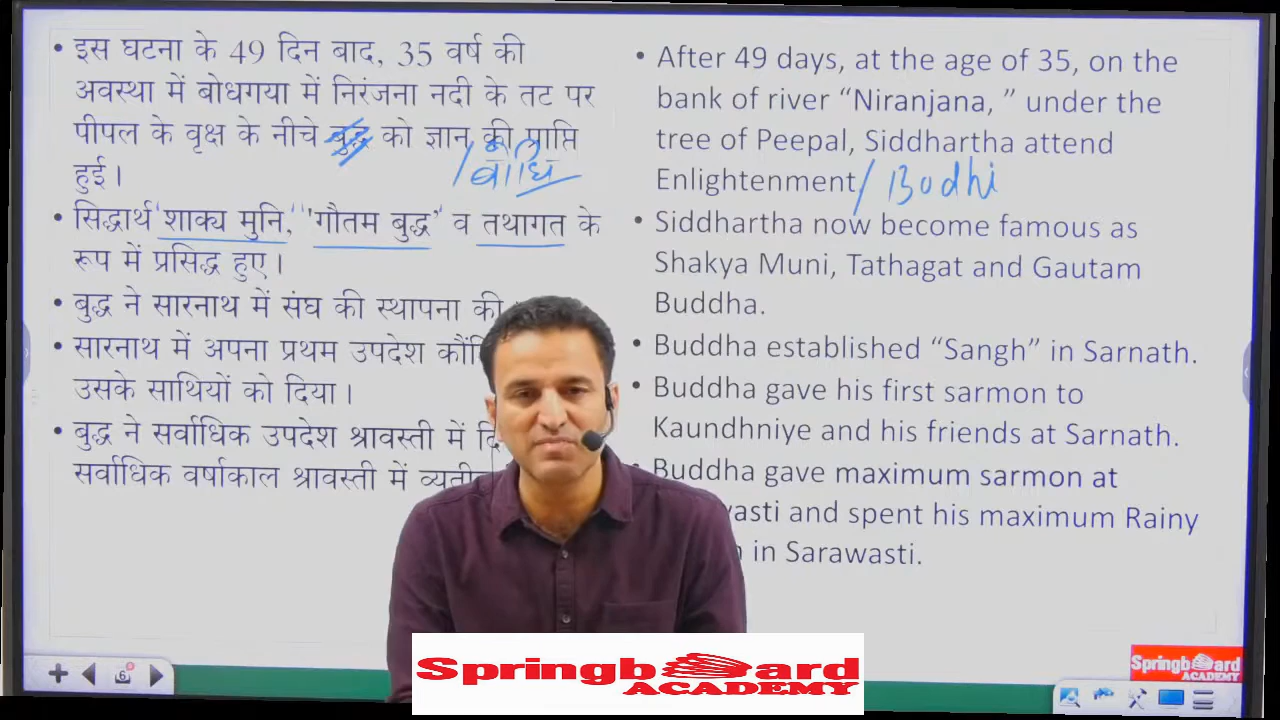 • इस घटना के 49 दिन बाद, 35 वर्ष की
अवस्था में बोधगया में निरंजना नदी के तट पर
पीपल के वृक्ष के नीचे बुद्ध को ज्ञान की प्राप्ति
/बोधि
हुई।
• सिद्धार्थ 'शाक्य मुनि,' 'गौतम बुद्ध' व तथागत के
रूप में प्रसिद्ध हुए।
• बुद्ध ने सारनाथ में संघ की स्थापना की
• सारनाथ में अपना प्रथम उपदेश
उसके साथियों को दिया।
• बुद्ध ने सर्वाधिक उपदेश श्रावस्ती में
सर्वाधिक वर्षाकाल श्रावस्ती में
• After 49 days, at the age of 35, on the
bank of river “Niranjana, ” under the
tree of Peepal, Siddhartha attend
Enlightenment/ Bodhi
• Siddhartha now become famous as
Shakya Muni, Tathagat and Gautam
Buddha.
• Buddha established “Sangh” in Sarnath.
• Buddha gave his first sarmon to
Kaundhniye and his friends at Sarnath.
• Buddha gave maximum sarmon at
and spent his maximum Rainy
in Sarawasti.
6
Springboard
ACADEMY
Springboard
ACADEMY